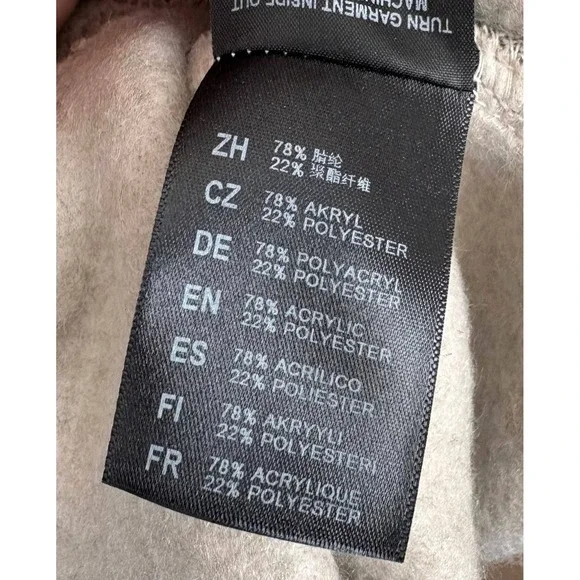 TURN GARMENT INSIDE OUT
ZH 78% 腈纶
22% 聚酯纤维
CZ 78% AKRYL
22% POLYESTER
DE 78% POLYACRYL
22% POLYESTER
EN 78% ACRYLIC
22% POLYESTER
ES 78% ACRILICO
22% POLIESTER
FI 78% AKRYYLI
22% POLYESTERI
FR 78% ACRYLIQUE
22% POLYESTER